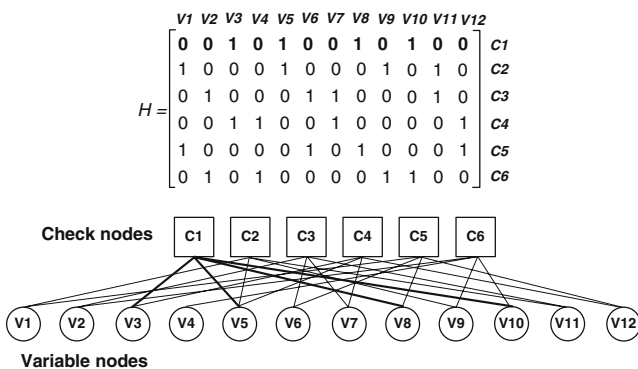 V1 V2 V3 V4 V5 V6 V7 V8 V9 V10 V11 V12
0 0 1 0 1 0 0 1 0 1 0 0 C1
1 0 0 0 1 0 0 0 1 0 1 0 C2
0 1 0 0 0 1 1 0 0 0 1 0 C3
H = 0 0 1 1 0 0 1 0 0 0 0 1 C4
1 0 0 0 0 1 0 1 0 0 0 1 C5
0 1 0 1 0 0 0 0 1 1 0 0 C6
Check nodes C1 C2 C3 C4 C5 C6
V1 V2 V3 V4 V5 V6 V7 V8 V9 V10 V11 V12
Variable nodes